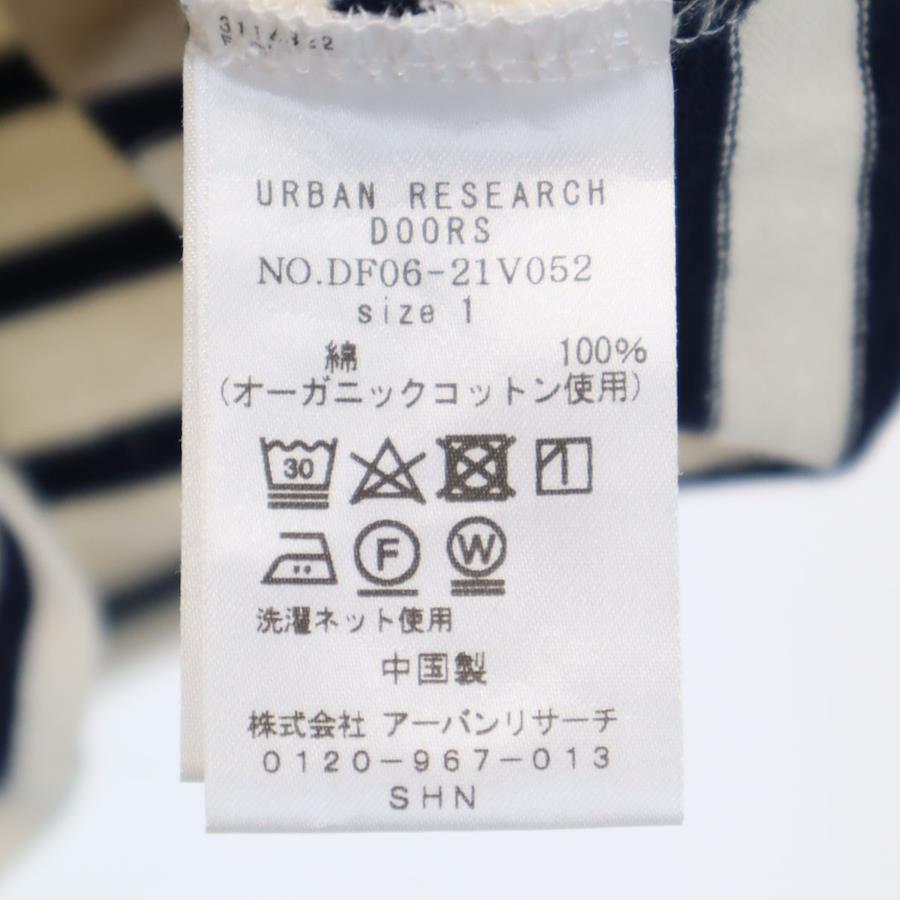 URBAN RESEARCH
DOORS
NO.DF06-21V052
size 1
綿 100%
(オーガニックコットン使用)
30
F W
洗濯ネット使用
中国製
株式会社 アーバンリサーチ
0120-967-013
SHN